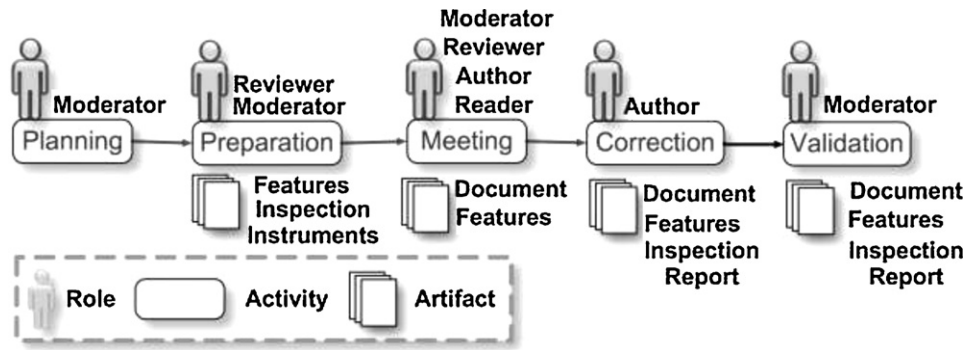 Moderator
Planning
Reviewer
Moderator
Preparation
Features
Inspection
Instruments
Moderator
Reviewer
Author
Reader
Meeting
Document
Features
Author
Correction
Document
Features
Inspection
Report
Moderator
Validation
Document
Features
Inspection
Report
Role
Activity
Artifact